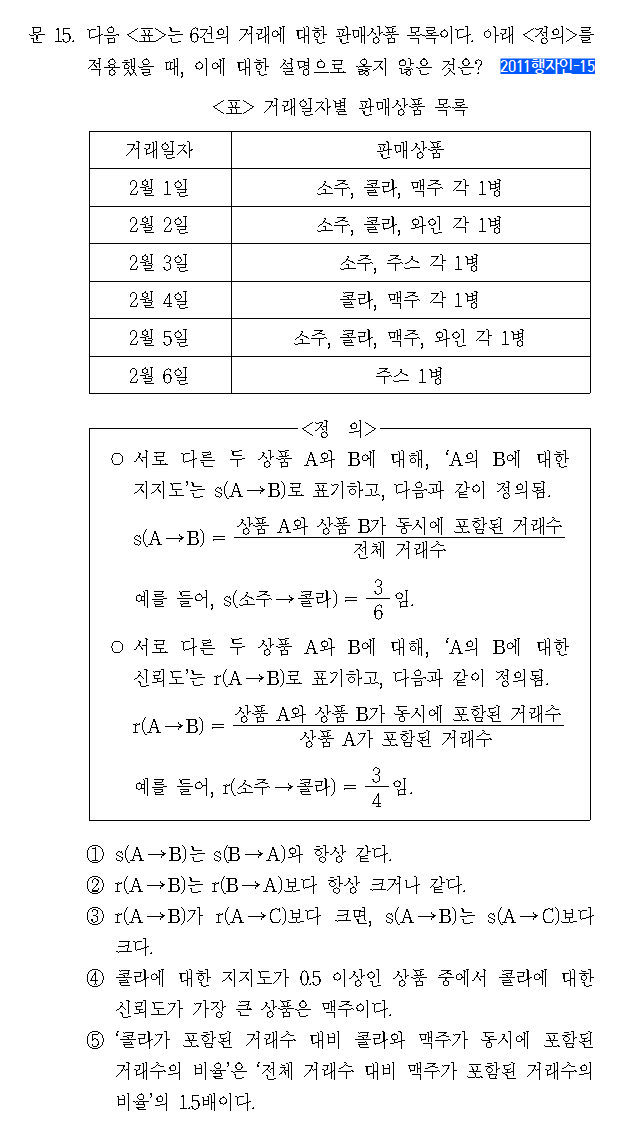 문 15. 다음 <표>는 6건의 거래에 대한 판매상품 목록이다. 아래 <정의>를
적용했을 때, 이에 대한 설명으로 옳지 않은 것은? 2011행자인-15
<표> 거래일자별 판매상품 목록
거래일자 판매상품
2월 1일 소주, 콜라, 맥주 각 1병
2월 2일 소주, 콜라, 와인 각 1병
2월 3일 소주, 주스 각 1병
2월 4일 콜라, 맥주 각 1병
2월 5일 소주, 콜라, 맥주, 와인 각 1병
2월 6일 주스 1병
<정 의>
○ 서로 다른 두 상품 A와 B에 대해, ‘A의 B에 대한
지지도’는 s(A→B)로 표기하고, 다음과 같이 정의됨.
s(A→B) = 상품 A와 상품 B가 동시에 포함된 거래수
전체 거래수
예를 들어, s(소주→콜라) = 3/6 임.
○ 서로 다른 두 상품 A와 B에 대해, ‘A의 B에 대한
신뢰도’는 r(A→B)로 표기하고, 다음과 같이 정의됨.
r(A→B) = 상품 A와 상품 B가 동시에 포함된 거래수
상품 A가 포함된 거래수
예를 들어, r(소주→콜라) = 3/4 임.
① s(A→B)는 s(B→A)와 항상 같다.
② r(A→B)는 r(B→A)보다 항상 크거나 같다.
③ r(A→B)가 r(A→C)보다 크면, s(A→B)는 s(A→C)보다
크다.
④ 콜라에 대한 지지도가 0.5 이상인 상품 중에서 콜라에 대한
신뢰도가 가장 큰 상품은 맥주이다.
⑤ ‘콜라가 포함된 거래수 대비 콜라와 맥주가 동시에 포함된
거래수의 비율’은 ‘전체 거래수 대비 맥주가 포함된 거래수의
비율’의 1.5배이다.